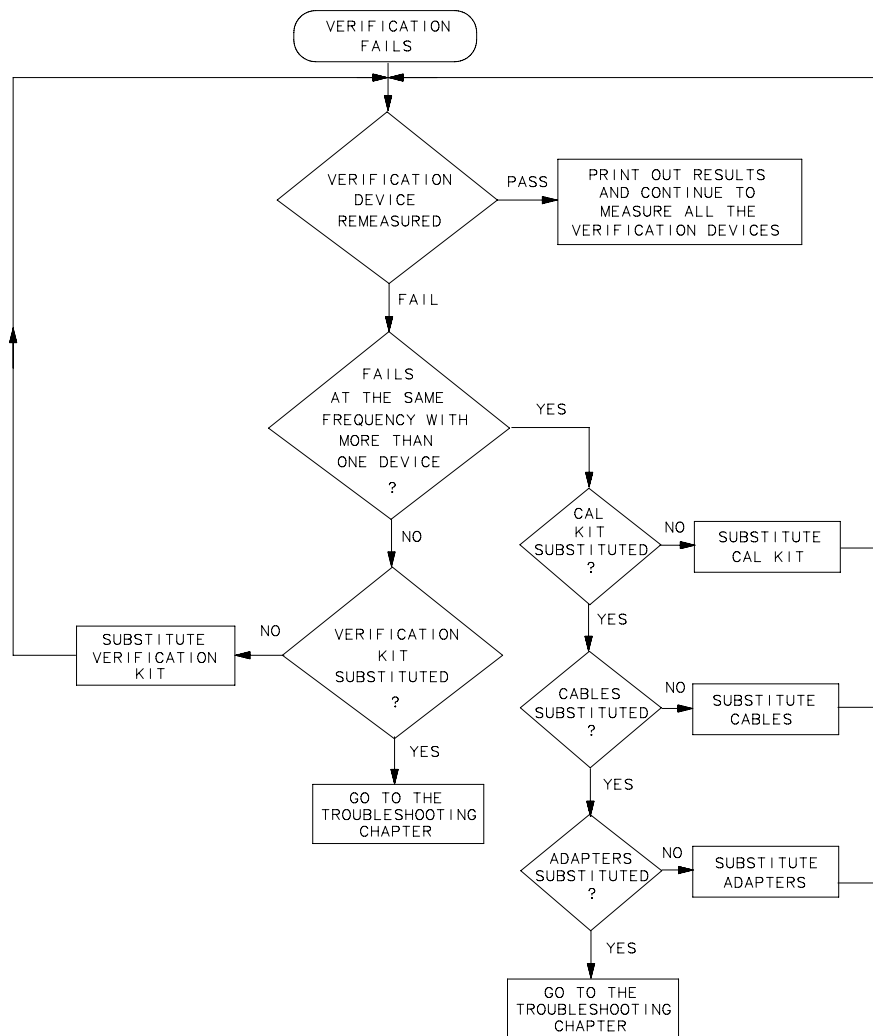 VERIFICATION
FAILS
VERIFICATION
DEVICE
REMEASURED
PASS
PRINT OUT RESULTS
AND CONTINUE TO
MEASURE ALL THE
VERIFICATION DEVICES
FAIL
FAILS
AT THE SAME
FREQUENCY WITH
MORE THAN
ONE DEVICE
?
YES
CAL
KIT
SUBSTITUTED
?
NO
SUBSTITUTE
CAL KIT
NO
YES
VERIFICATION
KIT
SUBSTITUTED
?
NO
SUBSTITUTE
VERIFICATION
KIT
CABLES
SUBSTITUTED
?
NO
SUBSTITUTE
CABLES
YES
YES
GO TO THE
TROUBLESHOOTING
CHAPTER
ADAPTERS
SUBSTITUTED
?
NO
SUBSTITUTE
ADAPTERS
YES
GO TO THE
TROUBLESHOOTING
CHAPTER